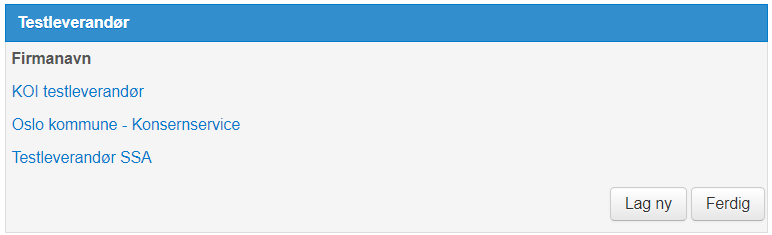 Testleverandør
Firmanavn
KOI testleverandør
Oslo kommune - Konsernservice
Testleverandør SSA
Lag ny Ferdig